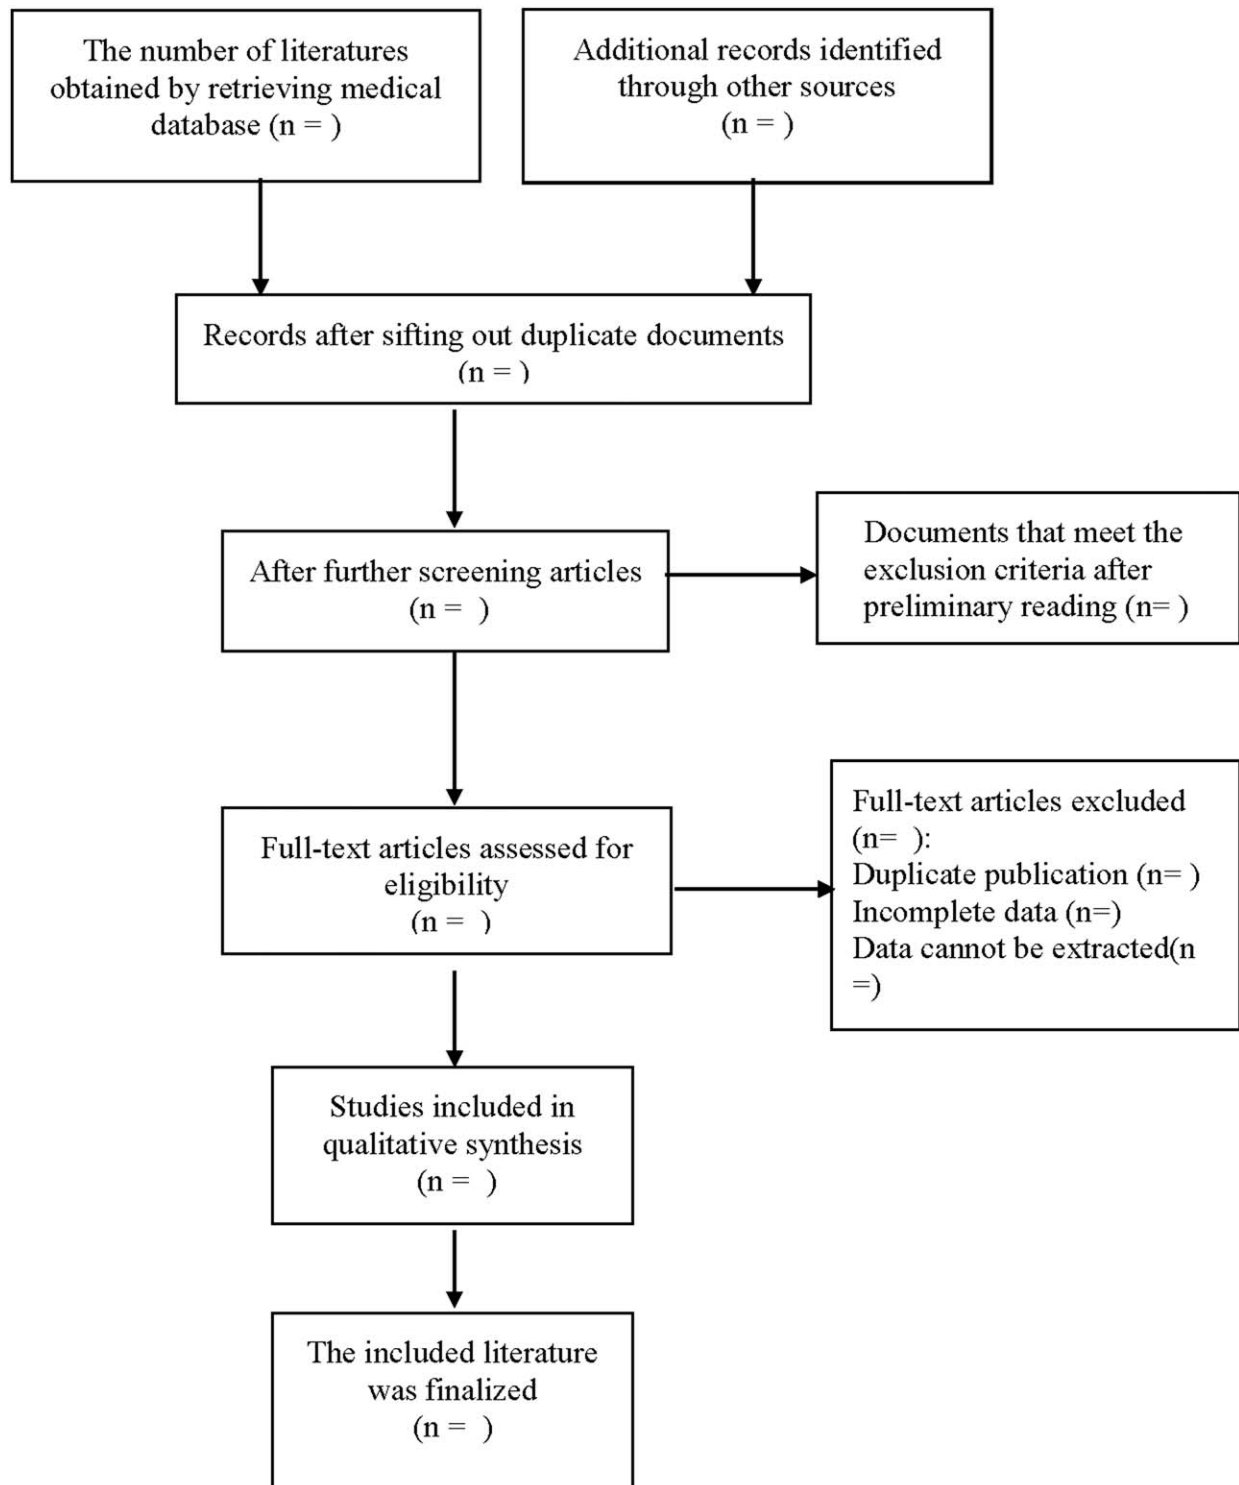 The number of literatures
obtained by retrieving medical
database (n = )
Additional records identified
through other sources
(n = )
Records after sifting out duplicate documents
(n = )
After further screening articles
(n =  )
Documents that meet the
exclusion criteria after
preliminary reading (n= )
Full-text articles assessed for
eligibility
(n =  )
Full-text articles excluded
(n=  ):
Duplicate publication (n= )
Incomplete data (n=)
Data cannot be extracted(n
=)
Studies included in
qualitative synthesis
(n =  )
The included literature
was finalized
(n =  )